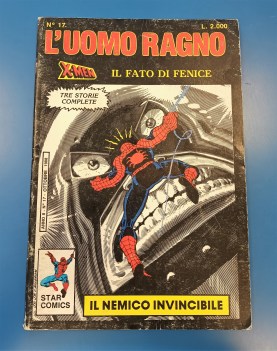 N° 17.
L. 2.000
L'UOMO RAGNO
X-MEN
IL FATO DI FENICE
TRE STORIE
COMPLETE
STAR
COMICS
IL NEMICO INVINCIBILE